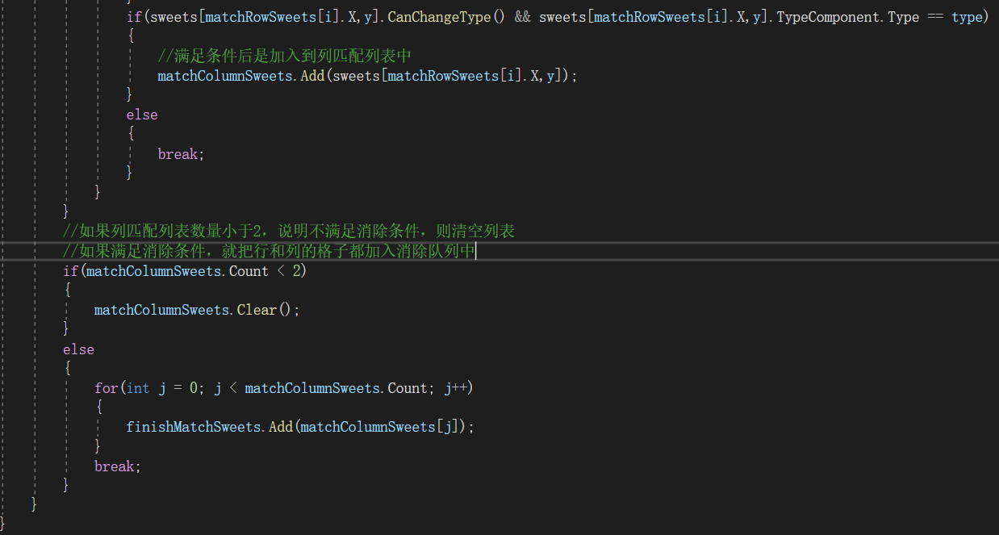 }
if(sweets[matchRowSweets[i].X,y].CanChangeType() && sweets[matchRowSweets[i].X,y].TypeComponent.Type == type)
{
//满足条件后是加入到列匹配列表中
matchColumnSweets.Add(sweets[matchRowSweets[i].X,y]);
}
else
{
break;
}
}
}
//如果列匹配列表数量小于2，说明不满足消除条件，则清空列表
//如果满足消除条件，就把行和列的格子都加入消除队列中
if(matchColumnSweets.Count < 2)
{
matchColumnSweets.Clear();
}
else
{
for(int j = 0; j < matchColumnSweets.Count; j++)
{
finishMatchSweets.Add(matchColumnSweets[j]);
}
break;
}
}
}